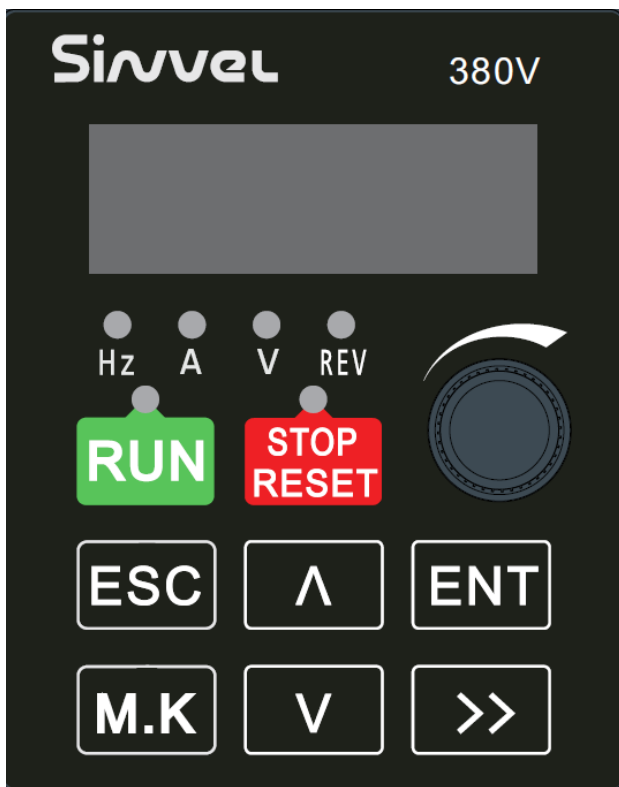 Sinvel 380V
Hz A V REV
RUN STOP RESET
ESC Λ ENT
M.K V >>